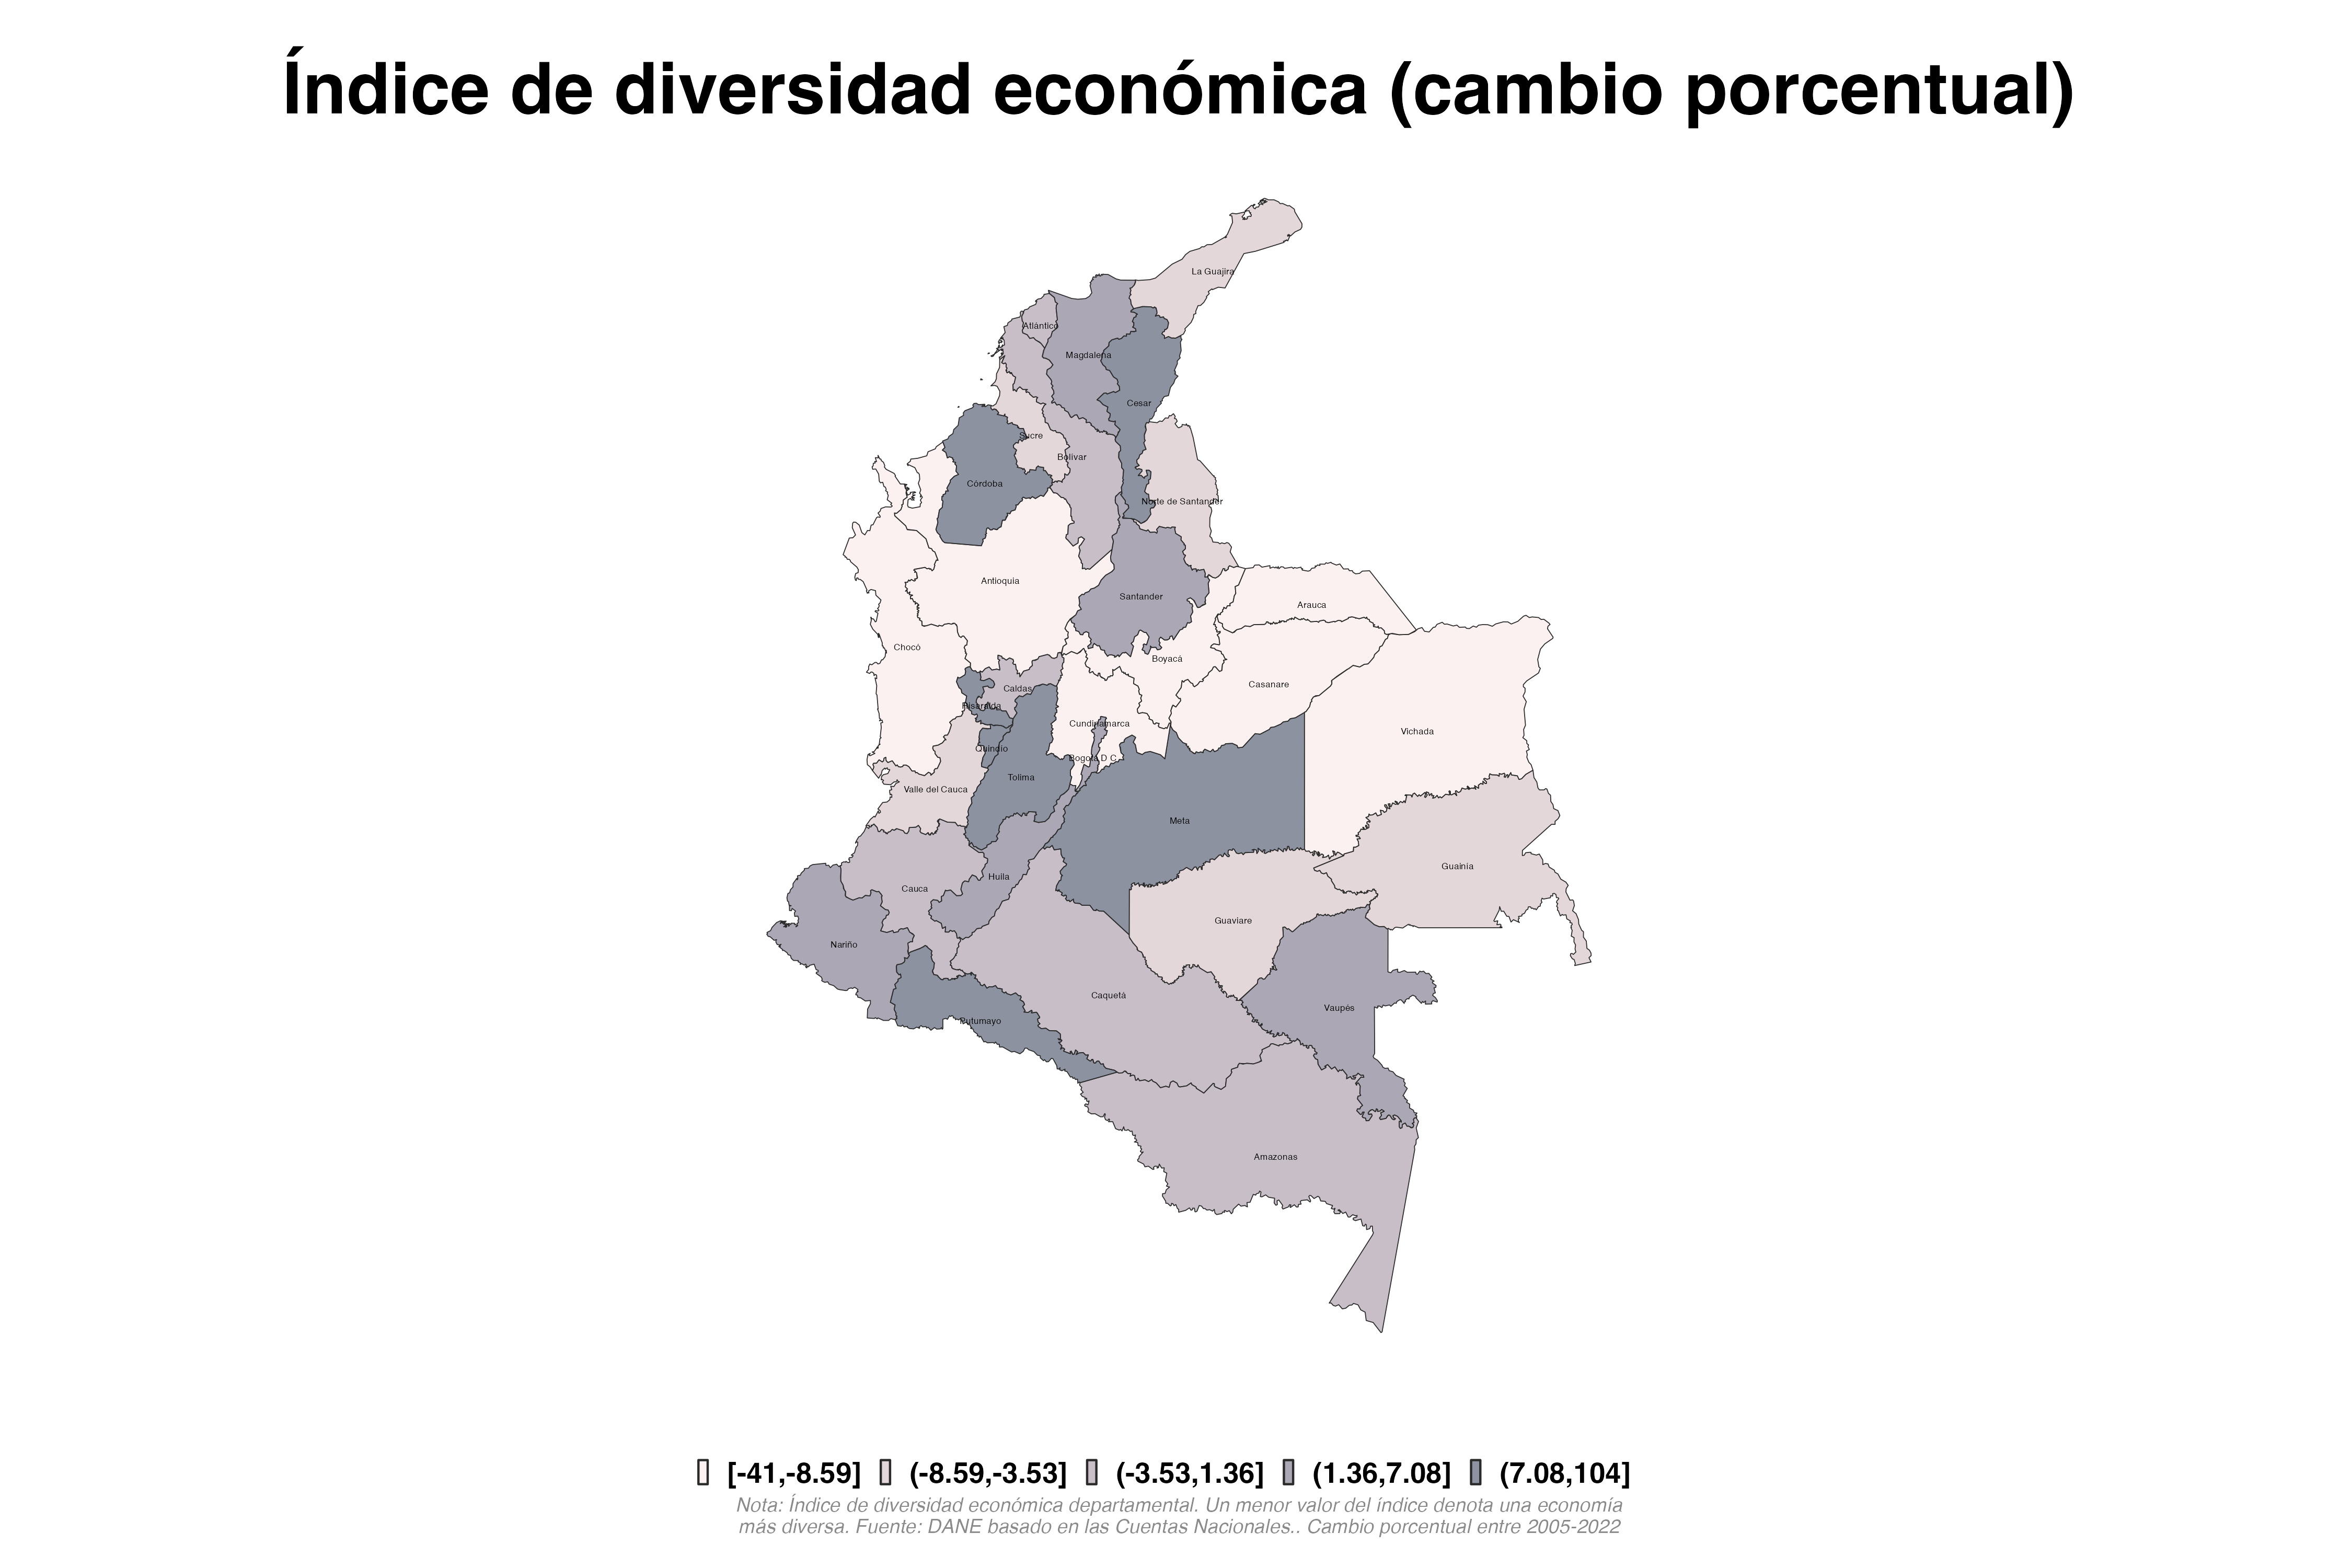 Índice de diversidad económica (cambio porcentual)
La Guajira
Atlántico
Magdalena
Cesar
Sucre
Bolívar
Córdoba
Norte de Santander
Antioquia
Santander
Arauca
Chocó
Boyacá
Casanare
Caldas
Risaralda
Cundinamarca
Vichada
Quindío
Bogotá D C.
Tolima
Valle del Cauca
Meta
Guainía
Huila
Cauca
Guaviare
Nariño
Caquetá
Vaupés
Putumayo
Amazonas
[-41,-8.59] (-8.59,-3.53] (-3.53,1.36] (1.36,7.08] (7.08,104]
Nota: Índice de diversidad económica departamental. Un menor valor del índice denota una economía
más diversa. Fuente: DANE basado en las Cuentas Nacionales.. Cambio porcentual entre 2005-2022